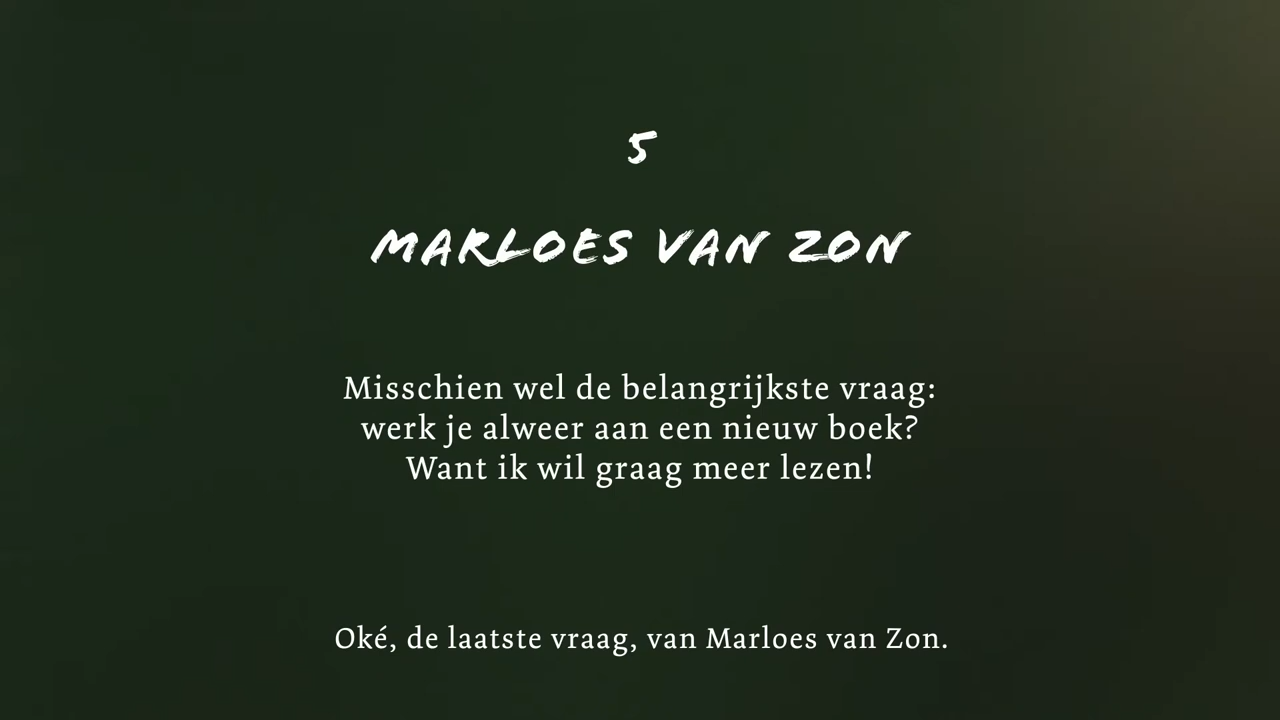 5
MARLOES VAN ZON
Misschien wel de belangrijkste vraag:
werk je alweer aan een nieuw boek?
Want ik wil graag meer lezen!
Oké, de laatste vraag, van Marloes van Zon.